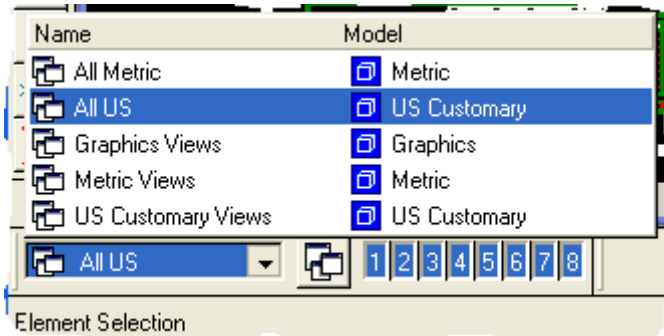 Name Model
All Metric Metric
All US US Customary
Graphics Views Graphics
Metric Views Metric
US Customary Views US Customary
All US 1 2 3 4 5 6 7 8
Element Selection